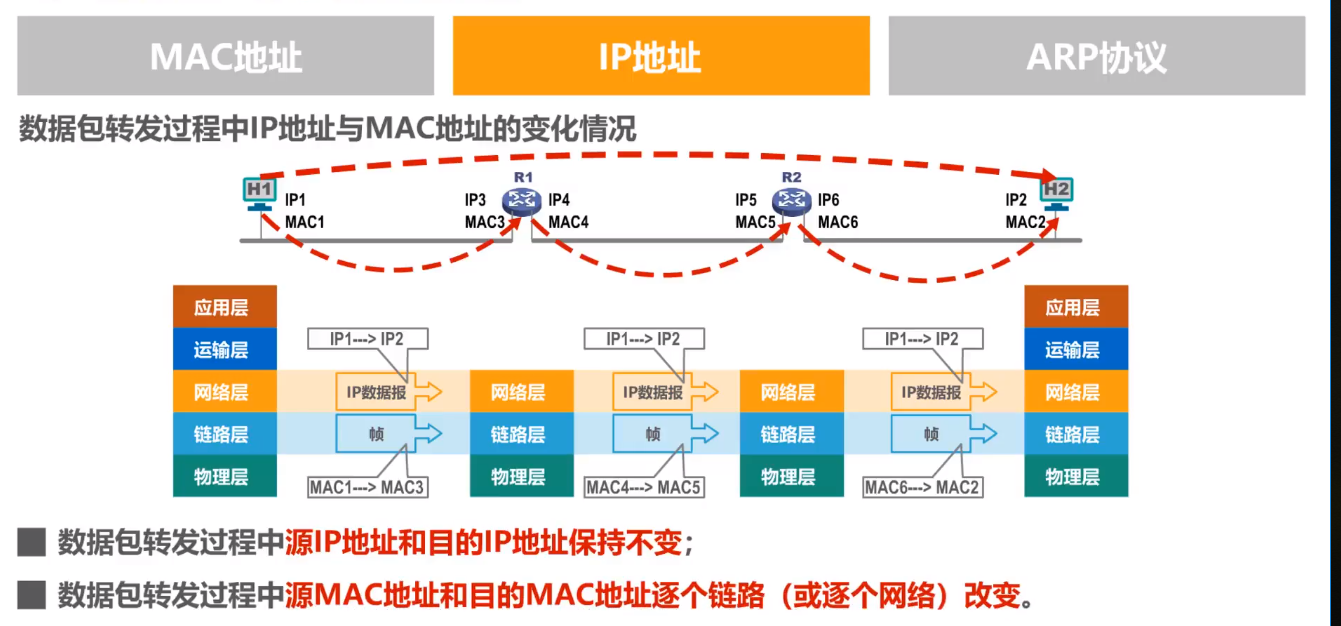 MAC地址
IP地址
ARP协议
数据包转发过程中IP地址与MAC地址的变化情况
H1
IP1
MAC1
R1
IP3
MAC3
IP4
MAC4
R2
IP5
MAC5
IP6
MAC6
H2
IP2
MAC2
应用层
运输层
网络层
链路层
物理层
IP1---> IP2
IP数据报
帧
MAC1---> MAC3
网络层
链路层
物理层
IP1---> IP2
IP数据报
帧
MAC4---> MAC5
网络层
链路层
物理层
IP1---> IP2
IP数据报
帧
MAC6---> MAC2
应用层
运输层
网络层
链路层
物理层
数据包转发过程中源IP地址和目的IP地址保持不变；
数据包转发过程中源MAC地址和目的MAC地址逐个链路（或逐个网络）改变。